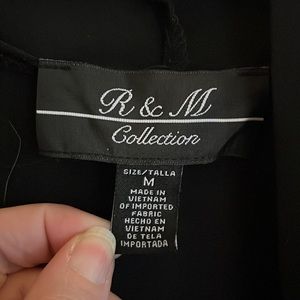 R & M
Collection
SIZE/TALLA
M
MADE IN
VIETNAM
OF IMPORTED
FABRIC
HECHO EN
VIETNAM
DE TELA
IMPORTADA